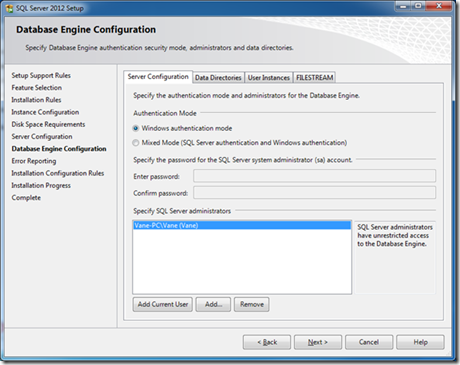 SQL Server 2012 Setup
Database Engine Configuration
Specify Database Engine authentication security mode, administrators and data directories.
Setup Support Rules
Feature Selection
Installation Rules
Instance Configuration
Disk Space Requirements
Server Configuration
Database Engine Configuration
Error Reporting
Installation Configuration Rules
Installation Progress
Complete
Server Configuration
Data Directories
User Instances
FILESTREAM
Specify the authentication mode and administrators for the Database Engine.
Authentication Mode
Windows authentication mode
Mixed Mode (SQL Server authentication and Windows authentication)
Specify the password for the SQL Server system administrator (sa) account.
Enter password:
Confirm password:
Specify SQL Server administrators
Vane-PC\Vane (Vane)
SQL Server administrators
have unrestricted access
to the Database Engine.
Add Current User
Add...
Remove
< Back
Next >
Cancel
Help